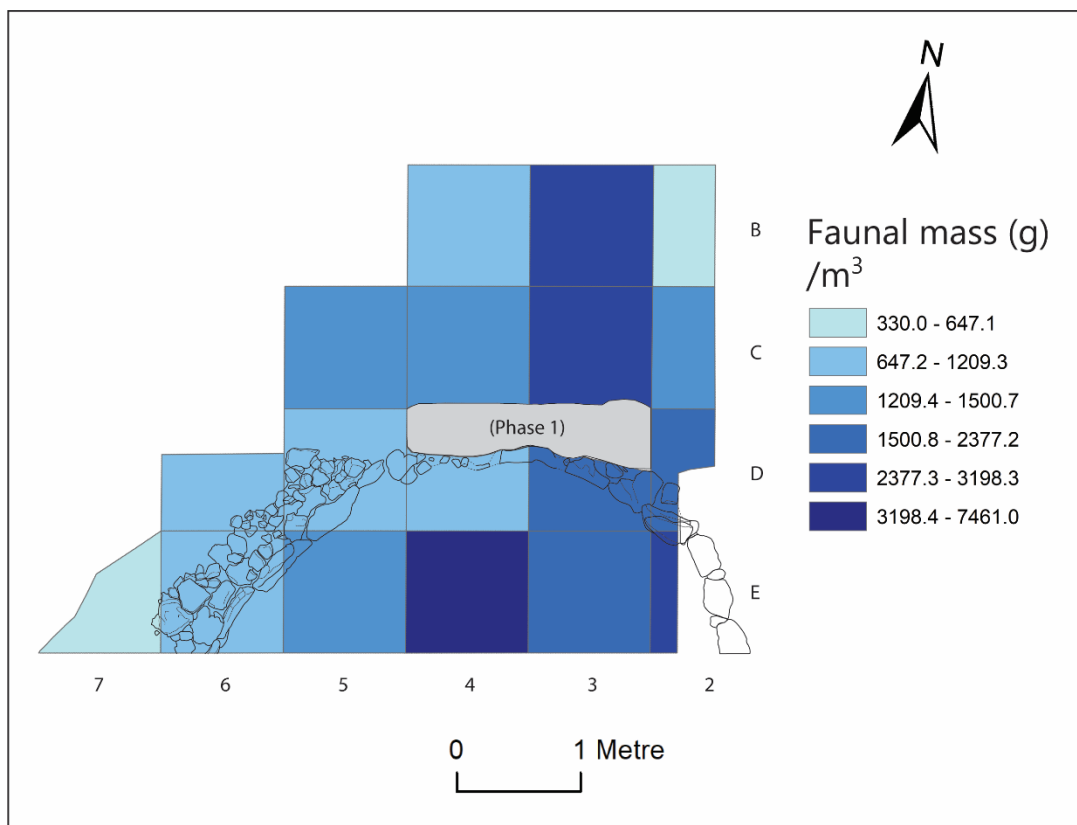 N
B
C
(Phase 1)
D
E
7 6 5 4 3 2
0 1 Metre
Faunal mass (g)
/m³
330.0 - 647.1
647.2 - 1209.3
1209.4 - 1500.7
1500.8 - 2377.2
2377.3 - 3198.3
3198.4 - 7461.0